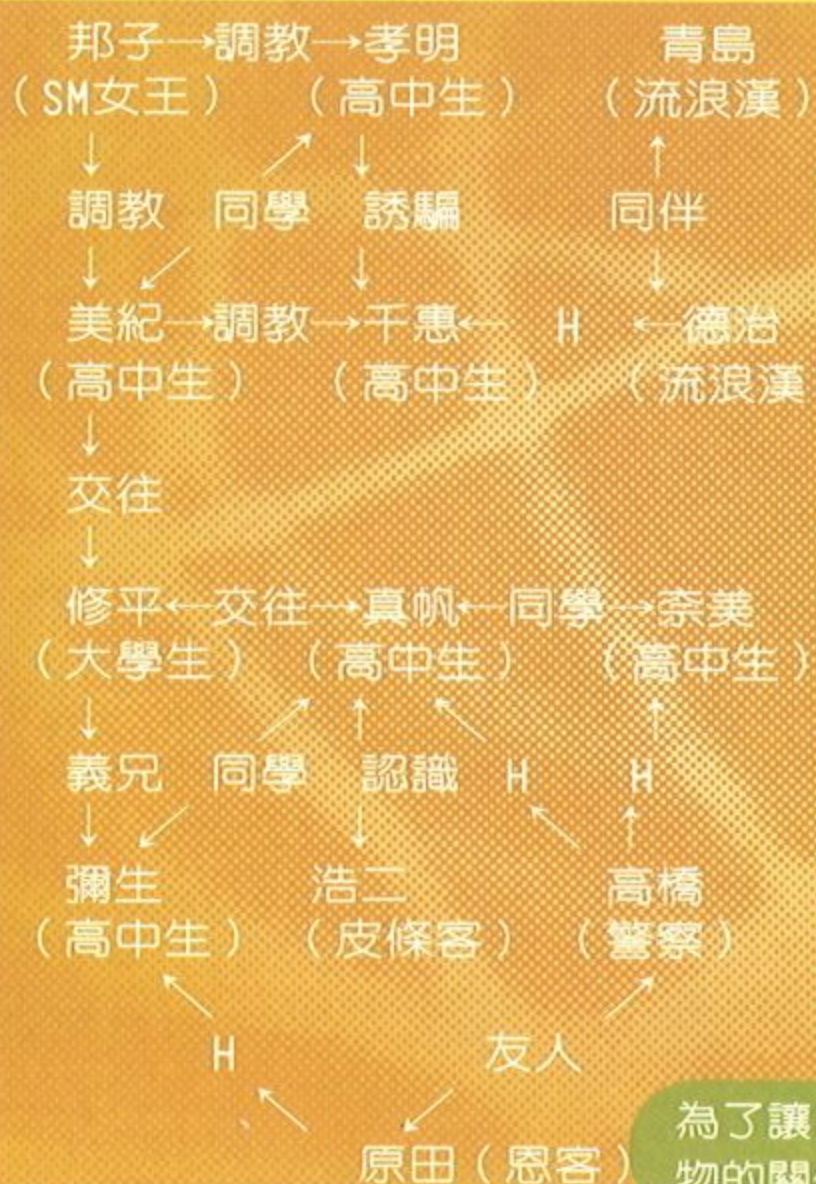 邦子→調教→孝明 青島
（SM女王） （高中生） （流浪漢）
↓ ↗ ↓ ↑
調教 同學 誘騙 同伴
↓ ↙ ↓ ↓
美紀→調教→千惠← H ←德治
（高中生） （高中生） （流浪漢
↓
交往
↓
修平←交往→真帆←同學→奈美
（大學生） （高中生） （高中生）
↓ ↗ ↑ ↖ ↑
義兄 同學 認識 H H
↓ ↙ ↓ ↖ ↑
彌生 浩二 高橋
（高中生） （皮條客） （警察）
↖ ↗
H 友人
↖ ↙
原田（恩客）
為了讓
物的關